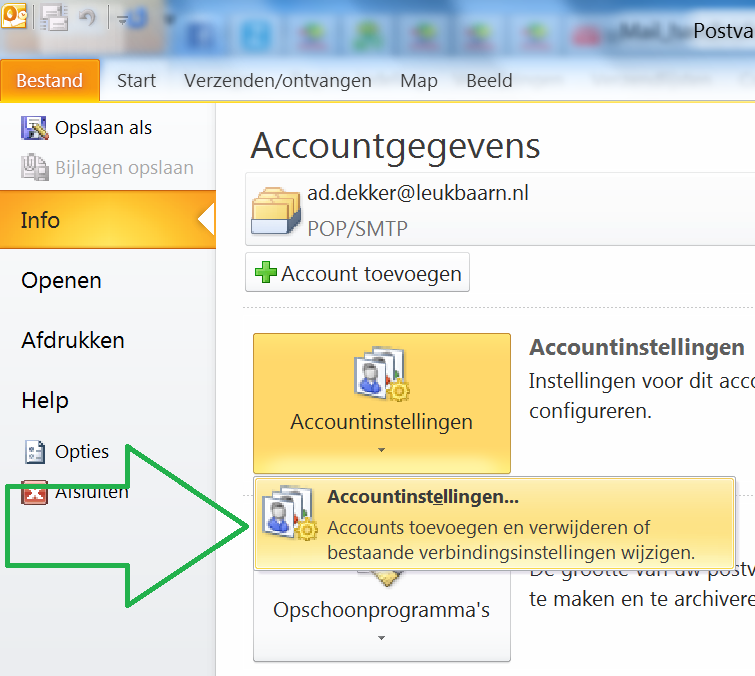 Postva
Bestand Start Verzenden/ontvangen Map Beeld
Opslaan als
Bijlagen opslaan
Info
Openen
Afdrukken
Help
Opties
Afsluiten
Accountgegevens
ad.dekker@leukbaarn.nl
POP/SMTP
Account toevoegen
Accountinstellingen
Accountinstellingen
Instellingen voor dit acco
configureren.
Accountinstellingen...
Accounts toevoegen en verwijderen of
bestaande verbindingsinstellingen wijzigen.
Opschoonprogramma's
De grootte van uw postv
te maken en te archivere